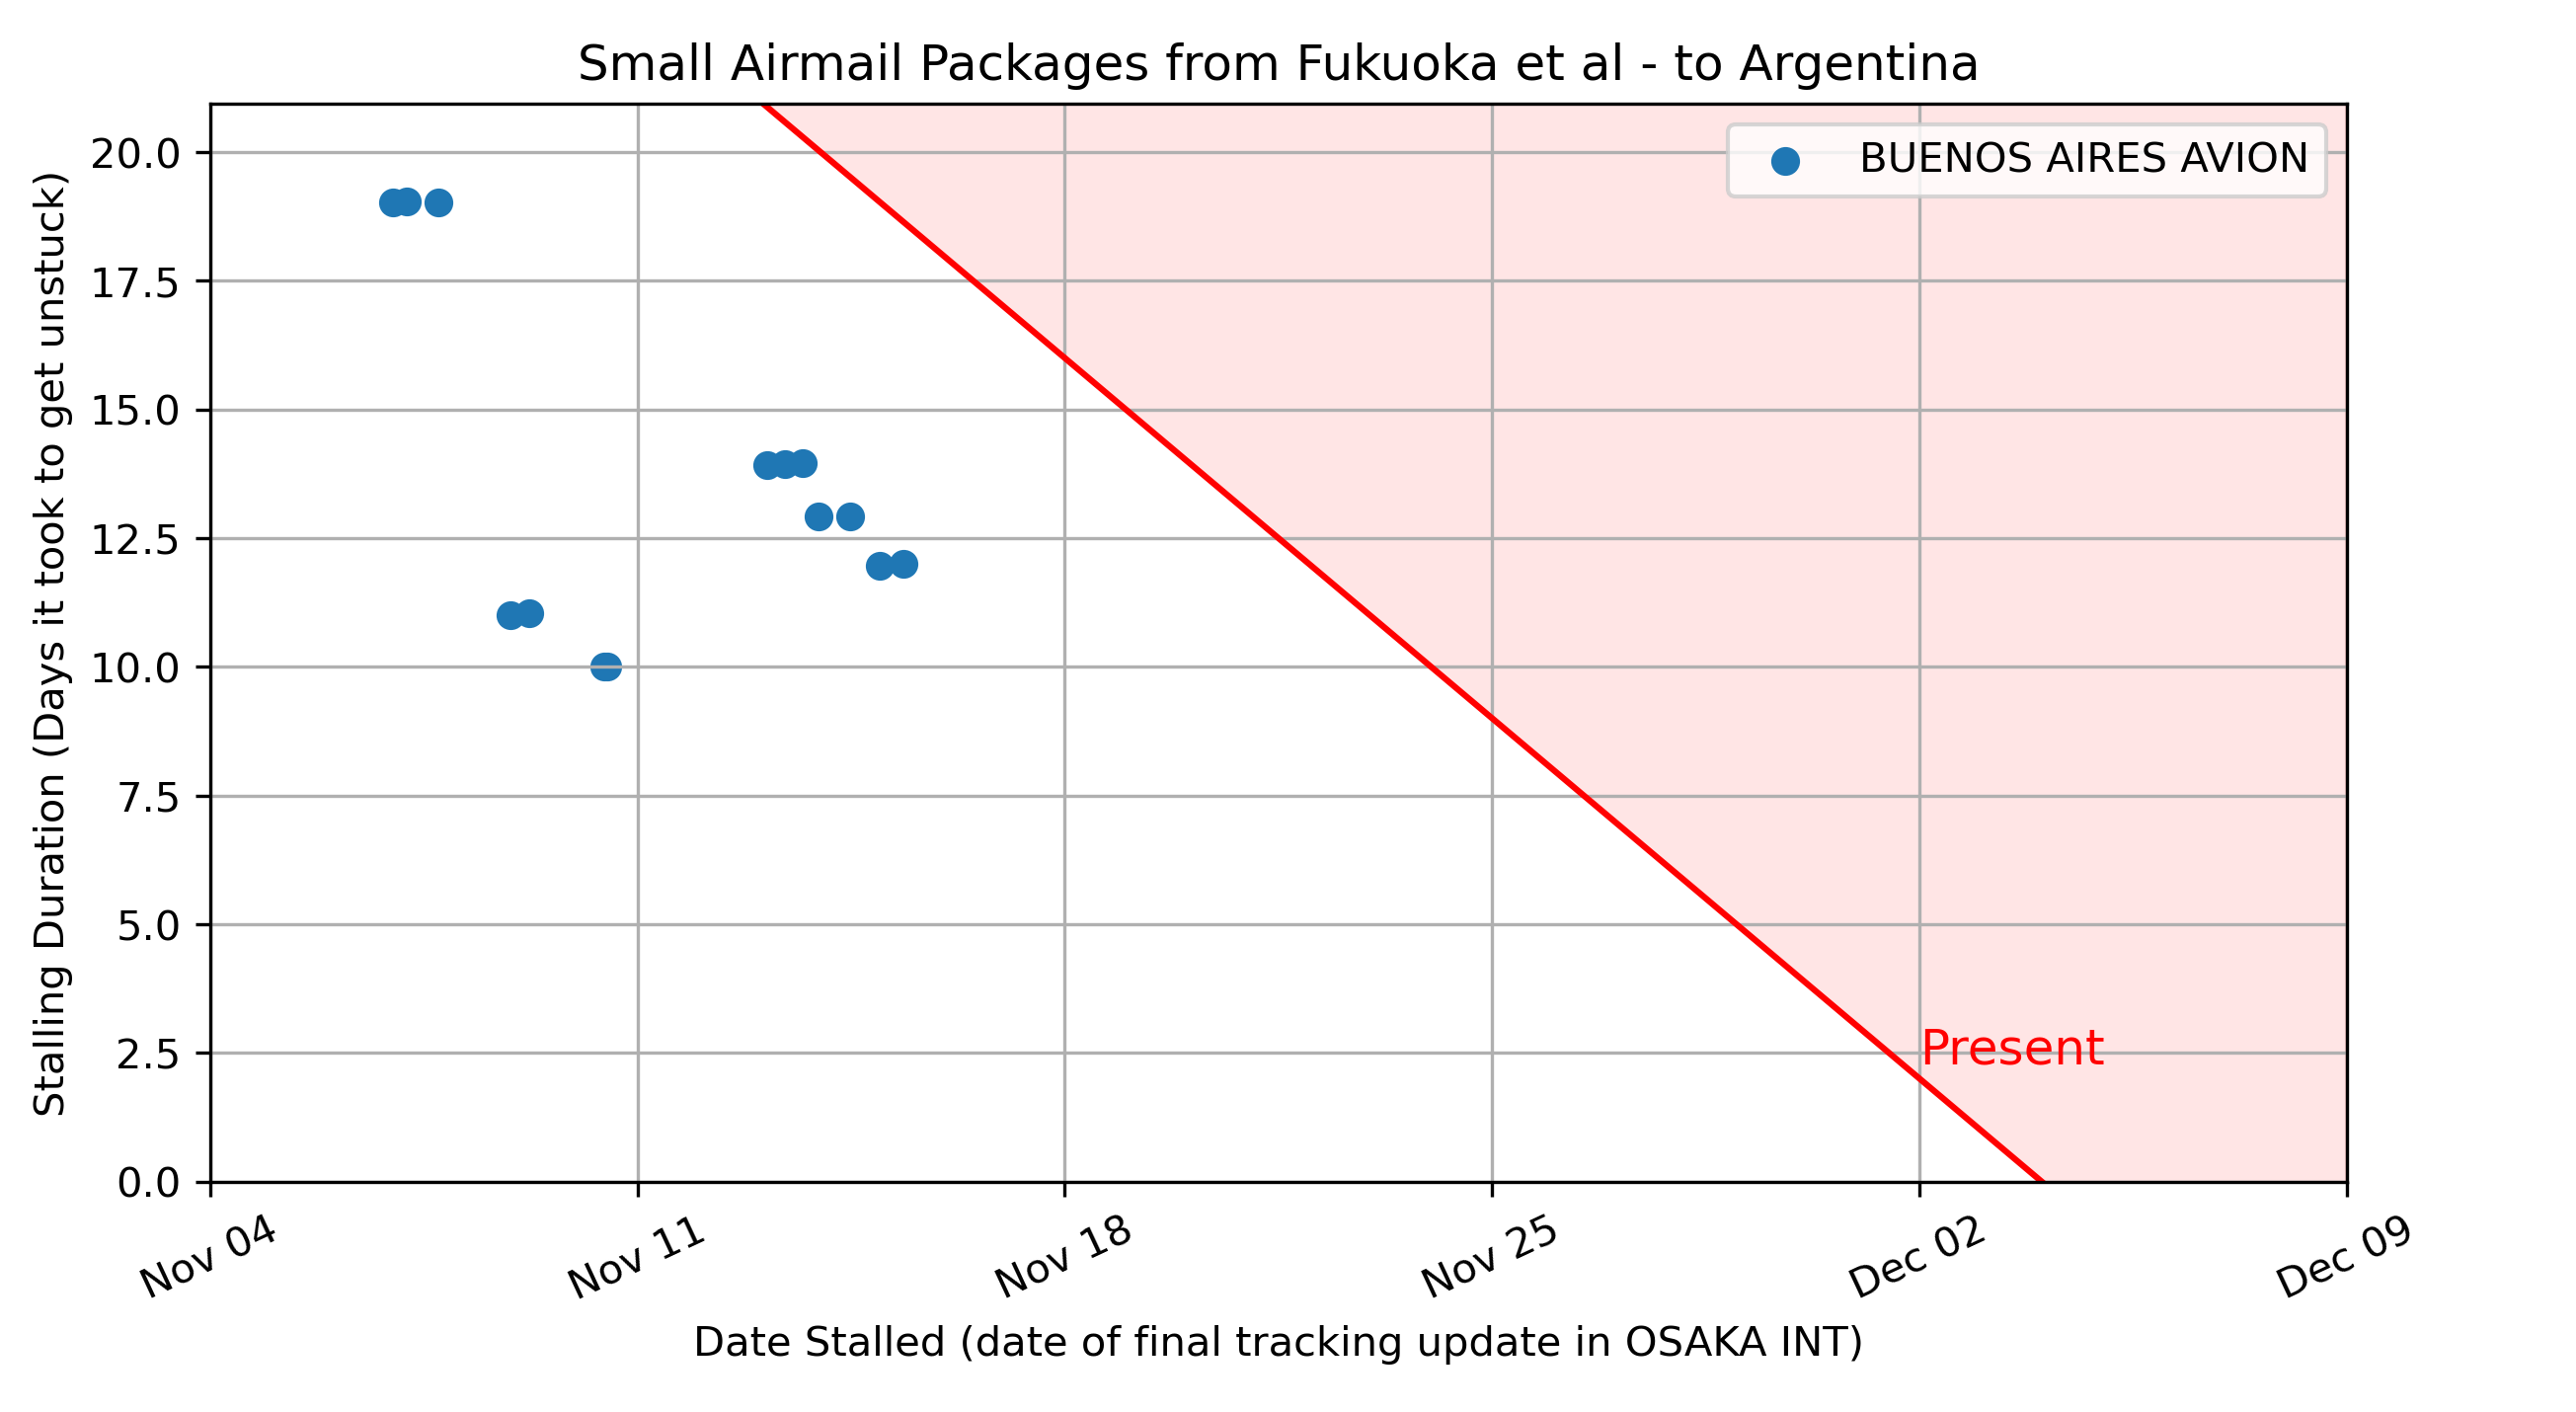 Small Airmail Packages from Fukuoka et al - to Argentina
BUENOS AIRES AVION
Stalling Duration (Days it took to get unstuck)
20.0
17.5
15.0
12.5
10.0
7.5
5.0
2.5
0.0
Present
Nov 04
Nov 11
Nov 18
Nov 25
Dec 02
Dec 09
Date Stalled (date of final tracking update in OSAKA INT)